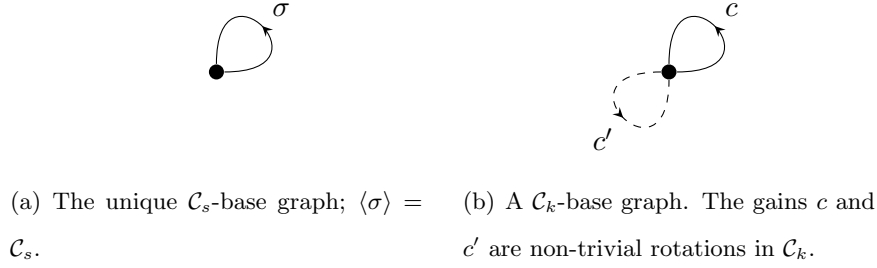 σ
c
c′
(a) The unique 𝒞ₛ-base graph; ⟨σ⟩ =
𝒞ₛ.
(b) A 𝒞ₖ-base graph. The gains c and
c′ are non-trivial rotations in 𝒞ₖ.